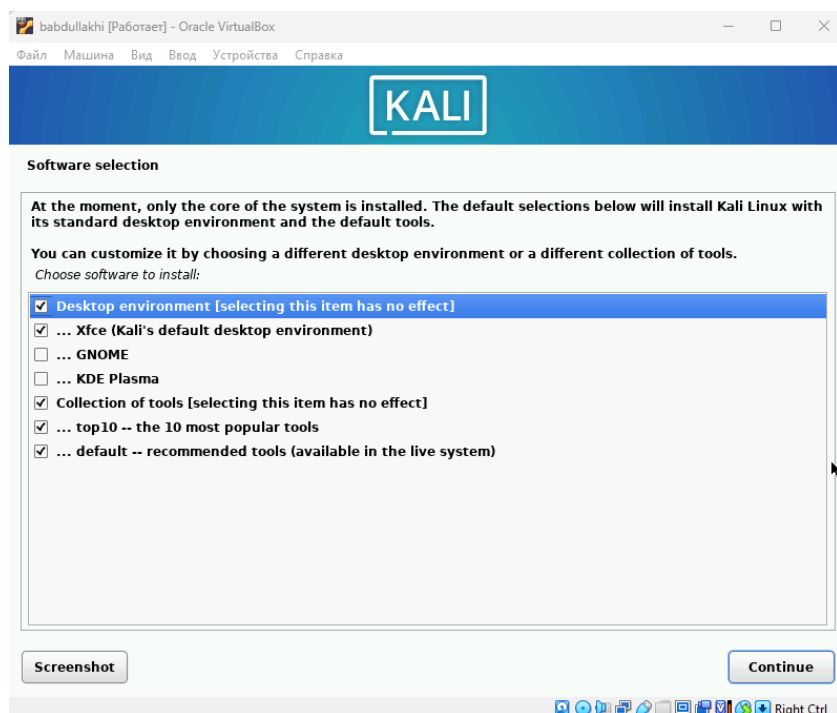 babdullakhi [Работает] - Oracle VirtualBox
Файл Машина Вид Ввод Устройства Справка
KALI
Software selection
At the moment, only the core of the system is installed. The default selections below will install Kali Linux with
its standard desktop environment and the default tools.
You can customize it by choosing a different desktop environment or a different collection of tools.
Choose software to install:
Desktop environment [selecting this item has no effect]
... Xfce (Kali's default desktop environment)
... GNOME
... KDE Plasma
Collection of tools [selecting this item has no effect]
... top10 -- the 10 most popular tools
... default -- recommended tools (available in the live system)
Screenshot Continue
Right Ctrl